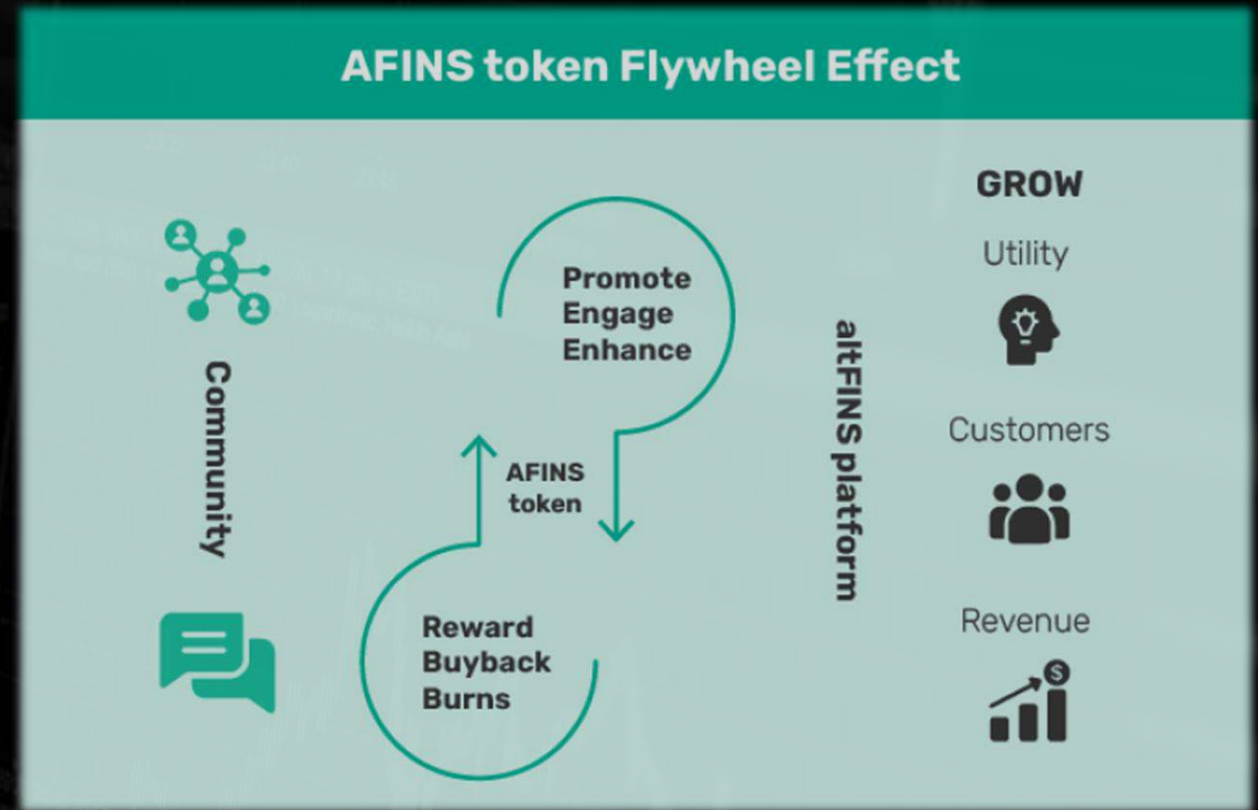 AFINS token Flywheel Effect
Community
Promote
Engage
Enhance
AFINS
token
Reward
Buyback
Burns
altFINS platform
GROW
Utility
Customers
Revenue
$